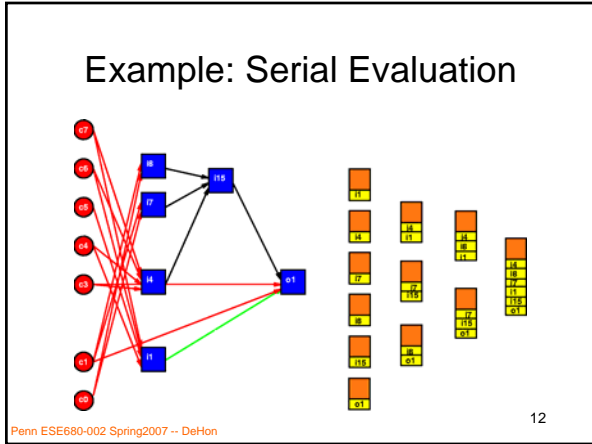 Example: Serial Evaluation
c7
c6
c5
c4
c3
c1
c0
i6
i7
i4
i1
i15
o1
i1
i4
i7
i6
i15
o1
i4
i1
i7
i15
i6
o1
i4
i6
i1
i7
i15
o1
i4
i6
i7
i1
i15
o1
12
Penn ESE680-002 Spring2007 -- DeHon